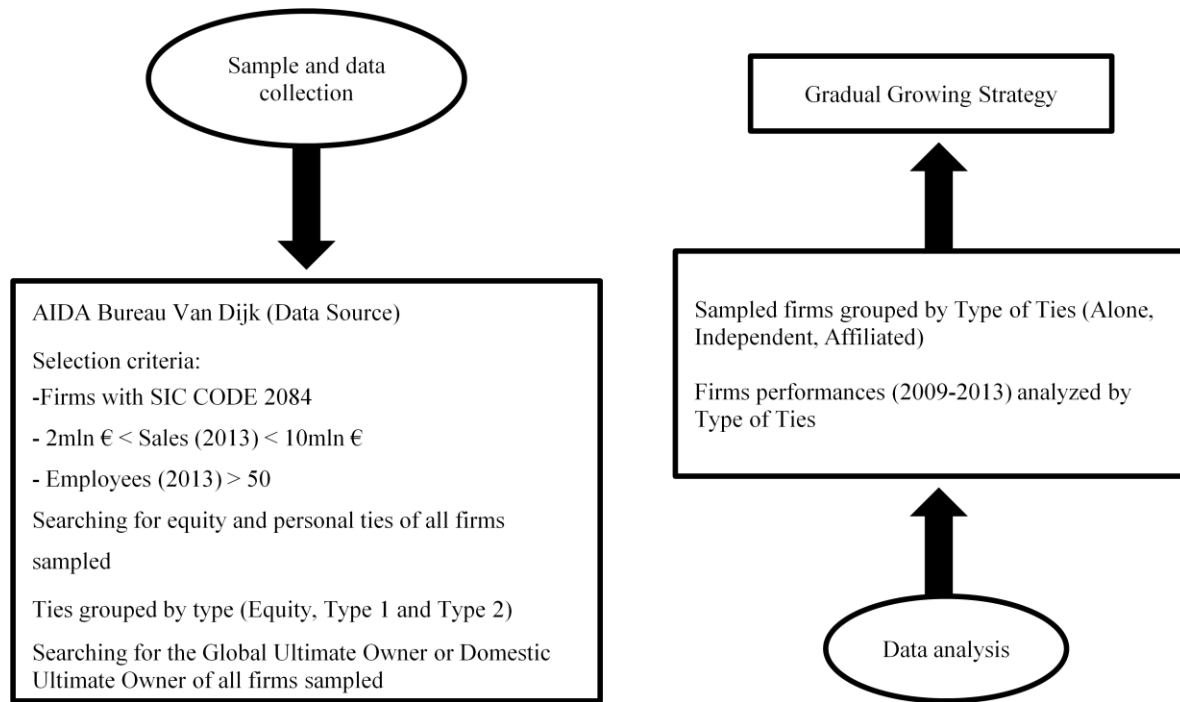 Sample and data
collection
AIDA Bureau Van Dijk (Data Source)
Selection criteria:
-Firms with SIC CODE 2084
- 2mln € < Sales (2013) < 10mln €
- Employees (2013) > 50
Searching for equity and personal ties of all firms
sampled
Ties grouped by type (Equity, Type 1 and Type 2)
Searching for the Global Ultimate Owner or Domestic
Ultimate Owner of all firms sampled
Gradual Growing Strategy
Sampled firms grouped by Type of Ties (Alone,
Independent, Affiliated)
Firms performances (2009-2013) analyzed by
Type of Ties
Data analysis